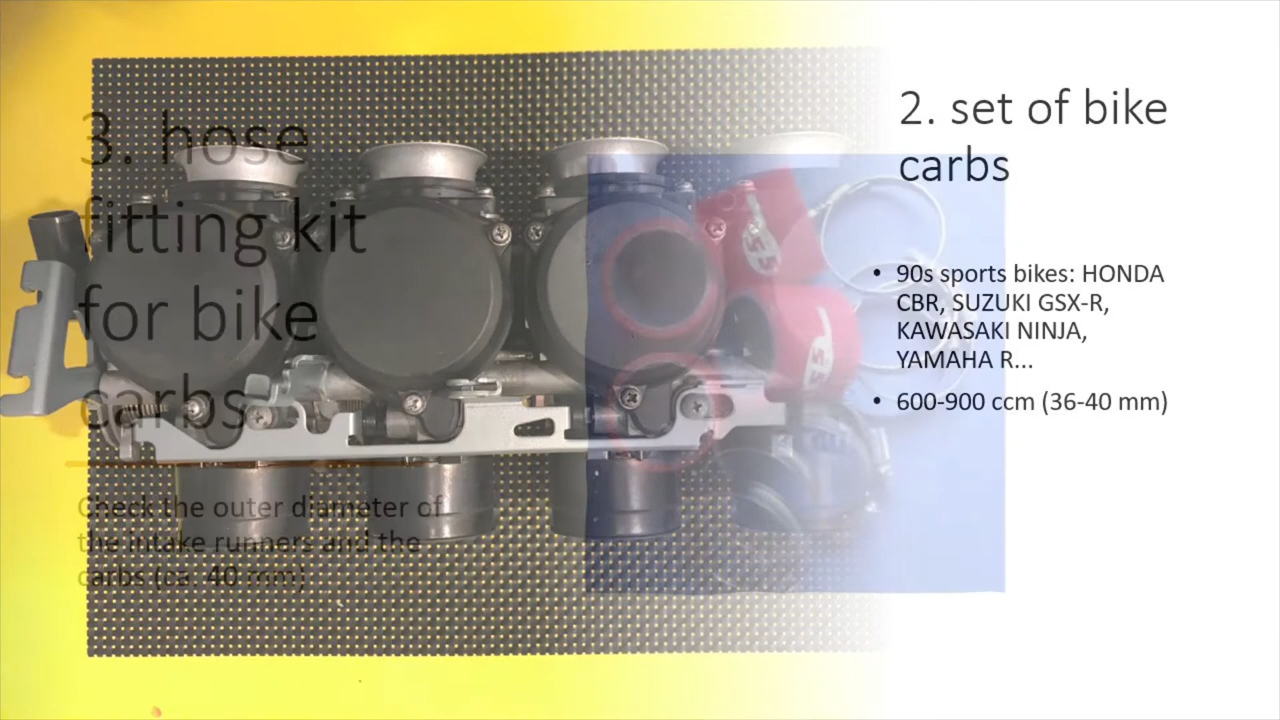 2. set of bike
carbs
• 90s sports bikes: HONDA
CBR, SUZUKI GSX-R,
KAWASAKI NINJA,
YAMAHA R...
• 600-900 ccm (36-40 mm)
3. hose
fitting kit
for bike
carbs
Check the outer diameter of
the intake runners and the
carbs (ca. 40 mm)